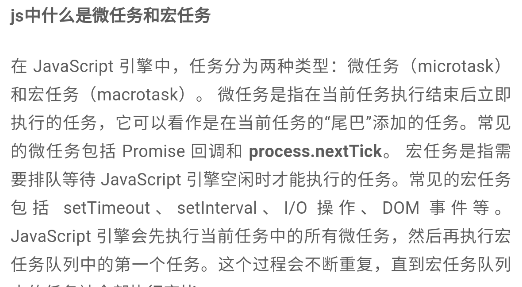 js中什么是微任务和宏任务
在 JavaScript 引擎中，任务分为两种类型：微任务（microtask）
和宏任务（macrotask）。 微任务是指在当前任务执行结束后立即
执行的任务，它可以看作是在当前任务的“尾巴”添加的任务。常见
的微任务包括 Promise 回调和 process.nextTick。 宏任务是指需
要排队等待 JavaScript 引擎空闲时才能执行的任务。常见的宏任务
包括 setTimeout、setInterval、I/O 操作、DOM 事件等。
JavaScript 引擎会先执行当前任务中的所有微任务，然后再执行宏
任务队列中的第一个任务。这个过程会不断重复，直到宏任务队列